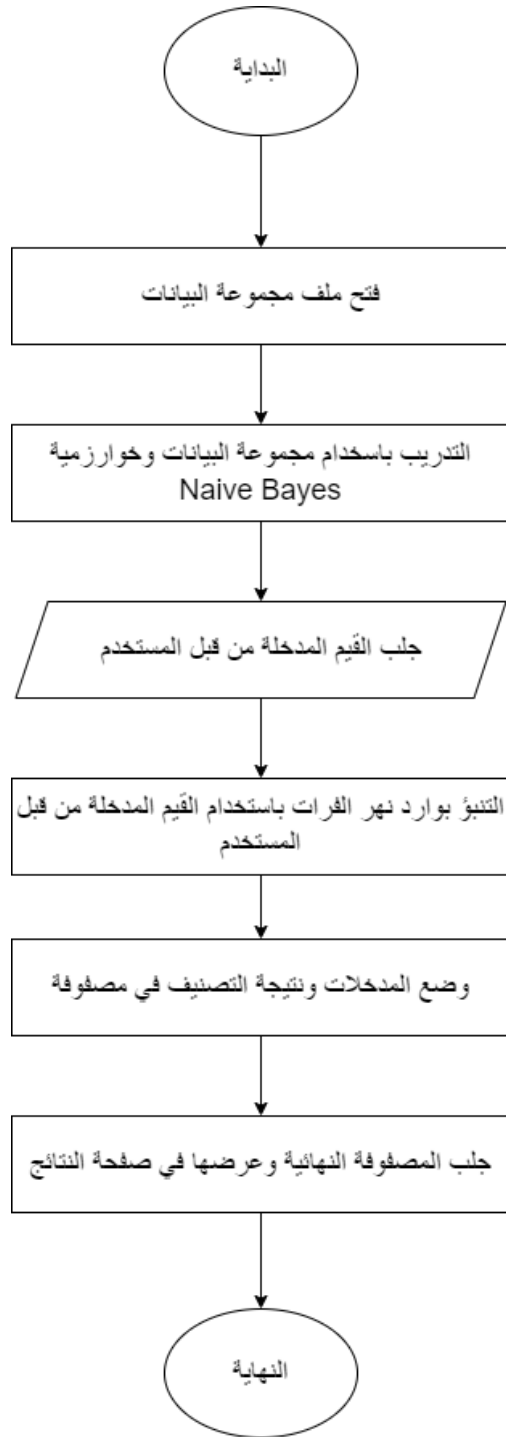 البداية
فتح ملف مجموعة البيانات
التدريب باسخدام مجموعة البيانات وخوارزمية
Naive Bayes
جلب القيم المدخلة من قبل المستخدم
التنبؤ بوارد نهر الفرات باستخدام القيم المدخلة من قبل
المستخدم
وضع المدخلات ونتيجة التصنيف في مصفوفة
جلب المصفوفة النهائية وعرضها في صفحة النتائج
النهاية